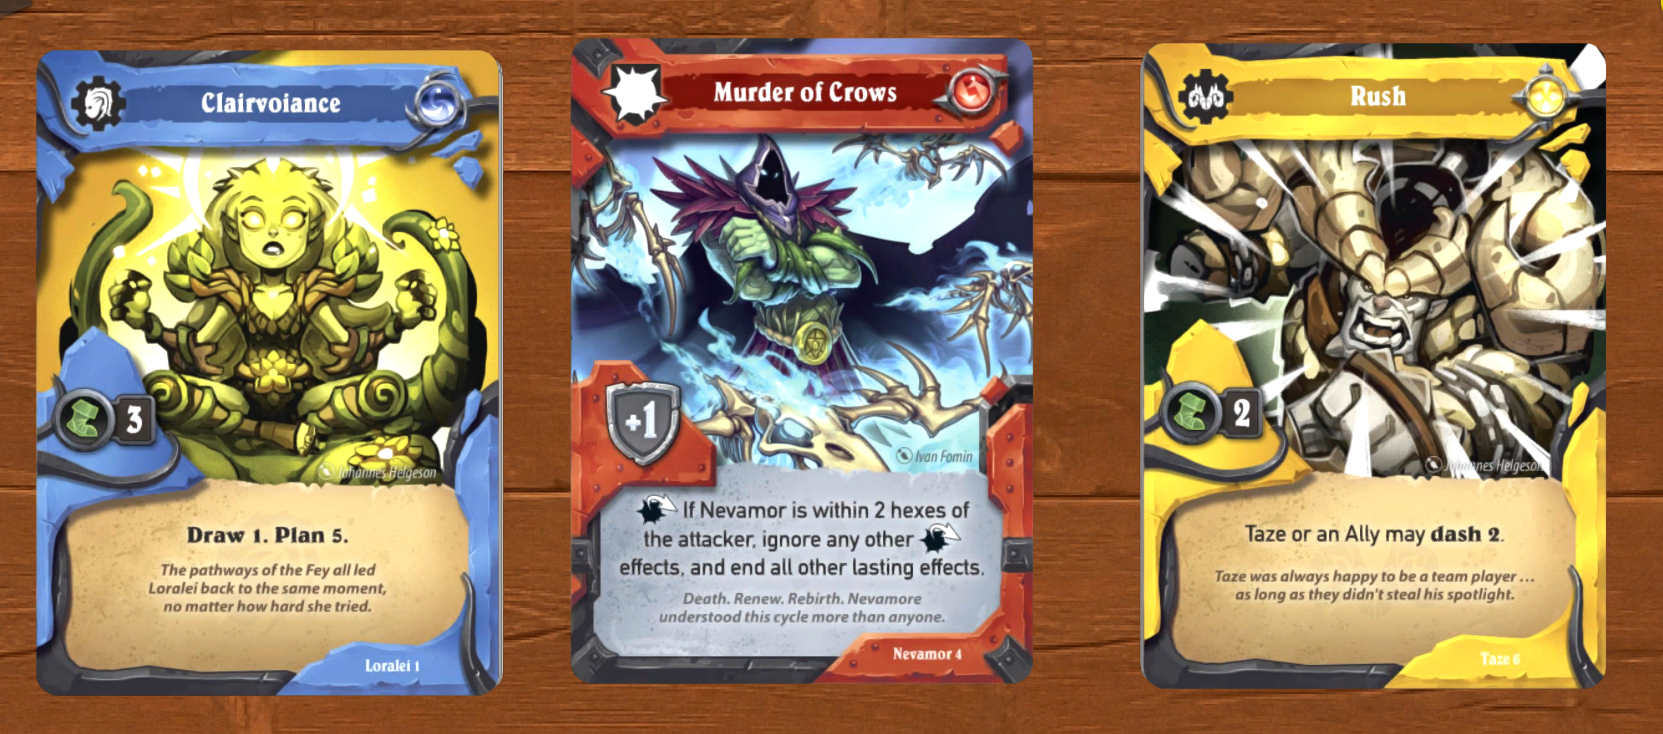 Clairvoiance
3
Johannes Helgeson
Draw 1. Plan 5.
The pathways of the Fey all led
Loralei back to the same moment,
no matter how hard she tried.
Loralei 1
Murder of Crows
+1
Ivan Fomin
If Nevamor is within 2 hexes of
the attacker, ignore any other
effects, and end all other lasting effects.
Death. Renew. Rebirth. Nevamore
understood this cycle more than anyone.
Nevamor 4
Rush
2
Johannes Helgeson
Taze or an Ally may dash 2.
Taze was always happy to be a team player ...
as long as they didn't steal his spotlight.
Taze 6